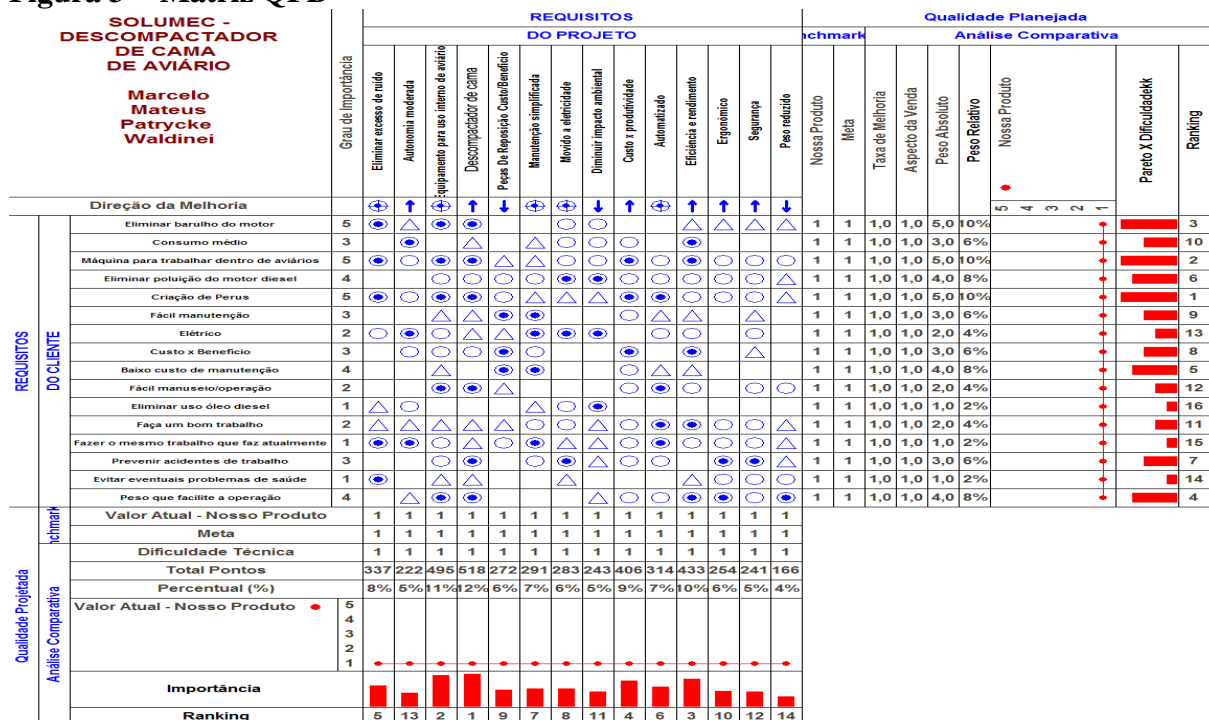 SOLUMEC -
DESCOMPACTADOR
DE CAMA
DE AVIÁRIO
Marcelo
Mateus
Patrycke
Waldinei
Grau de Importância
REQUISITOS
DO PROJETO
Eliminar excesso de ruido
Autonomia moderada
quipamento para uso interno de aviário
Descompactador de cama
Peças De Reposição Custo/Beneficio
Manutenção simplificada
Movido a eletricidade
Diminuir impacto ambiental
Custo x produtividade
Automatizado
Eficiência e rendimento
Ergonómico
Segurança
Peso reduzido
Qualidade Planejada
nchmark
Análise Comparativa
Nossa Produto
Meta
Taxa de Melhoria
Aspecto da Venda
Peso Absoluto
Peso Relativo
Nossa Produto
5 4 3 2 1
Pareto X Dificuldadekk
Ranking
Direção da Melhoria
REQUISITOS
DO CLIENTE
Eliminar barulho do motor 5 1 1 1,0 1,0 5,0 10% 3
Consumo médio 3 1 1 1,0 1,0 3,0 6% 10
Máquina para trabalhar dentro de aviários 5 1 1 1,0 1,0 5,0 10% 2
Eliminar poluição do motor diesel 4 1 1 1,0 1,0 4,0 8% 6
Criação de Perus 5 1 1 1,0 1,0 5,0 10% 1
Fácil manutenção 3 1 1 1,0 1,0 3,0 6% 9
Elétrico 2 1 1 1,0 1,0 2,0 4% 13
Custo x Beneficio 3 1 1 1,0 1,0 3,0 6% 8
Baixo custo de manutenção 4 1 1 1,0 1,0 4,0 8% 5
Fácil manuseio/operação 2 1 1 1,0 1,0 2,0 4% 12
Eliminar uso óleo diesel 1 1 1 1,0 1,0 1,0 2% 16
Faça um bom trabalho 2 1 1 1,0 1,0 2,0 4% 11
Fazer o mesmo trabalho que faz atualmente 1 1 1 1,0 1,0 1,0 2% 15
Prevenir acidentes de trabalho 3 1 1 1,0 1,0 3,0 6% 7
Evitar eventuais problemas de saúde 1 1 1 1,0 1,0 1,0 2% 14
Peso que facilite a operação 4 1 1 1,0 1,0 4,0 8% 4
Qualidade Projetada
nchmark
Valor Atual - Nosso Produto 1 1 1 1 1 1 1 1 1 1 1 1 1 1
Meta 1 1 1 1 1 1 1 1 1 1 1 1 1 1
Análise Comparativa
Dificuldade Técnica 1 1 1 1 1 1 1 1 1 1 1 1 1 1
Total Pontos 337 222 495 518 272 291 283 243 406 314 433 254 241 166
Percentual (%) 8% 5% 11% 12% 6% 7% 6% 5% 9% 7% 10% 6% 5% 4%
Valor Atual - Nosso Produto 5
4
3
2
1
Importância
Ranking 5 13 2 1 9 7 8 11 4 6 3 10 12 14